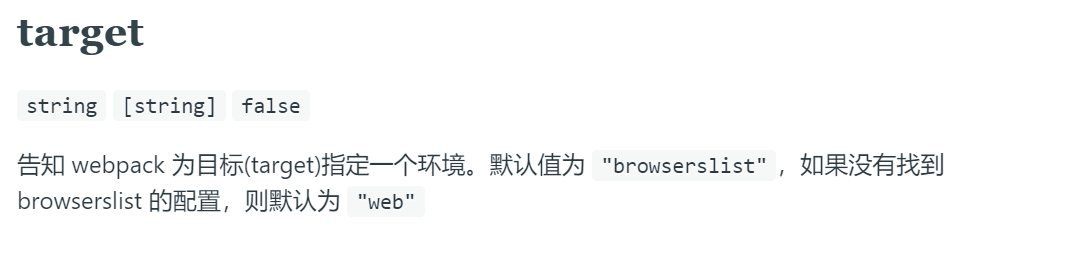 target
string [string] false
告知 webpack 为目标(target)指定一个环境。默认值为 "browserslist"，如果没有找到
browserslist 的配置，则默认为 "web"